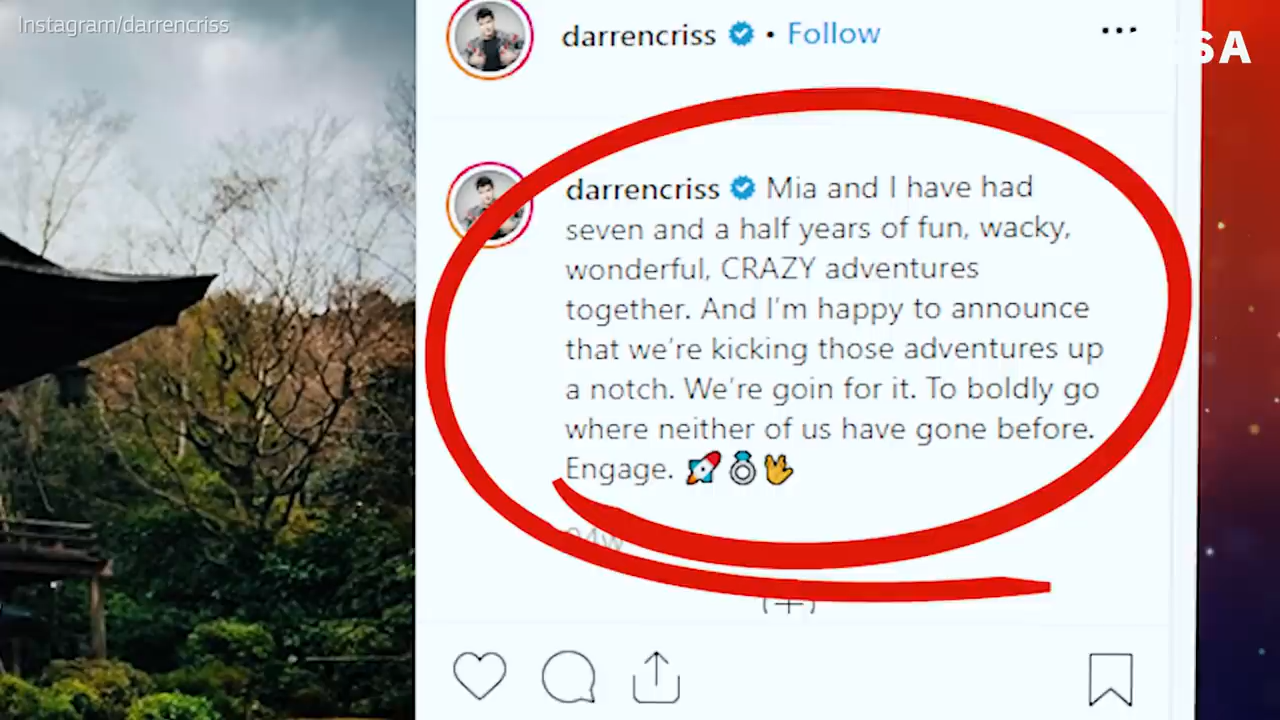 Instagram/darrencriss
darrencriss • Follow
SA
darrencriss Mia and I have had
seven and a half years of fun, wacky,
wonderful, CRAZY adventures
together. And I'm happy to announce
that we're kicking those adventures up
a notch. We're goin for it. To boldly go
where neither of us have gone before.
Engage. 🚀💍🖖